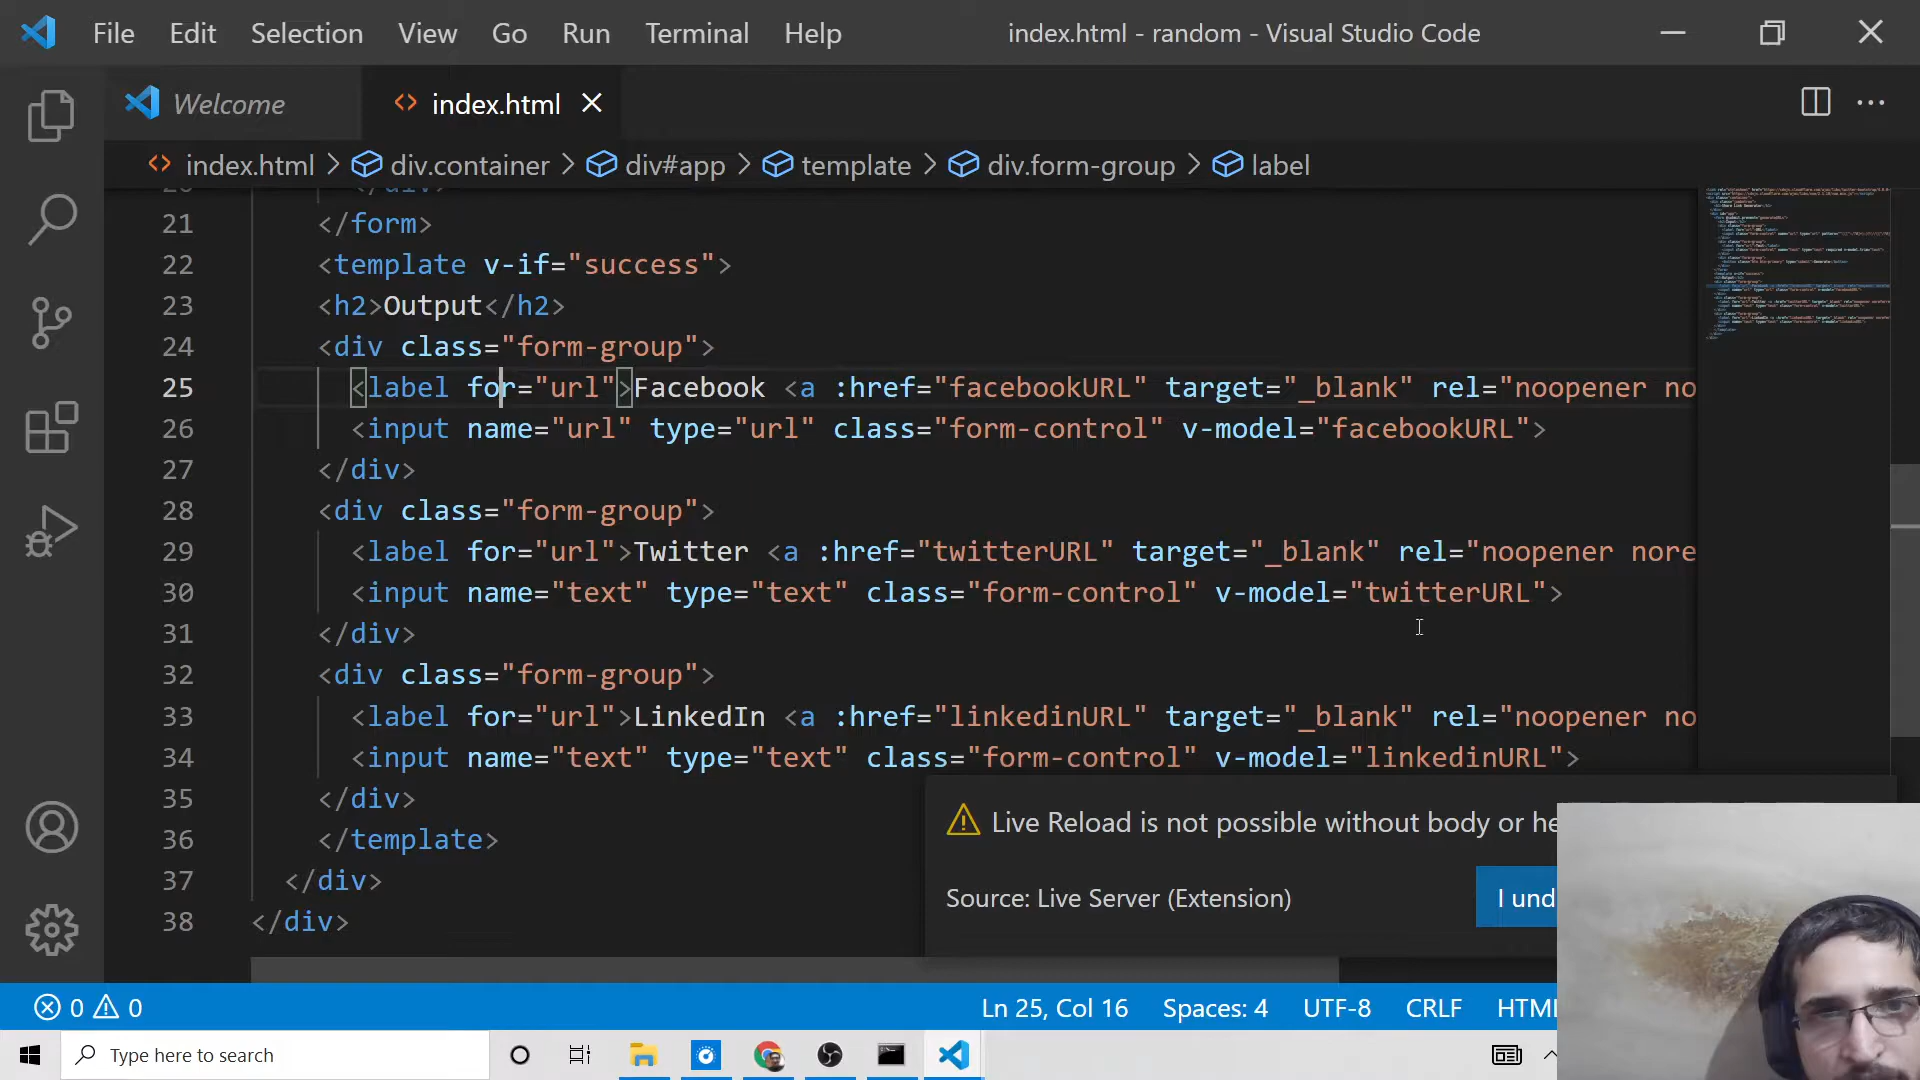 File Edit Selection View Go Run Terminal Help index.html - random - Visual Studio Code
Welcome index.html
index.html > div.container > div#app > template > div.form-group > label
20 </div>
21 </form>
22 <template v-if="success">
23 <h2>Output</h2>
24 <div class="form-group">
25 <label for="url">Facebook <a :href="facebookURL" target="_blank" rel="noopener no
26 <input name="url" type="url" class="form-control" v-model="facebookURL">
27 </div>
28 <div class="form-group">
29 <label for="url">Twitter <a :href="twitterURL" target="_blank" rel="noopener nore
30 <input name="text" type="text" class="form-control" v-model="twitterURL">
31 </div>
32 <div class="form-group">
33 <label for="url">LinkedIn <a :href="linkedinURL" target="_blank" rel="noopener no
34 <input name="text" type="text" class="form-control" v-model="linkedinURL">
35 </div>
36 </template>
37 </div>
38 </div>
Live Reload is not possible without body or he
Source: Live Server (Extension) I und
0 0 Ln 25, Col 16 Spaces: 4 UTF-8 CRLF HTML
Type here to search